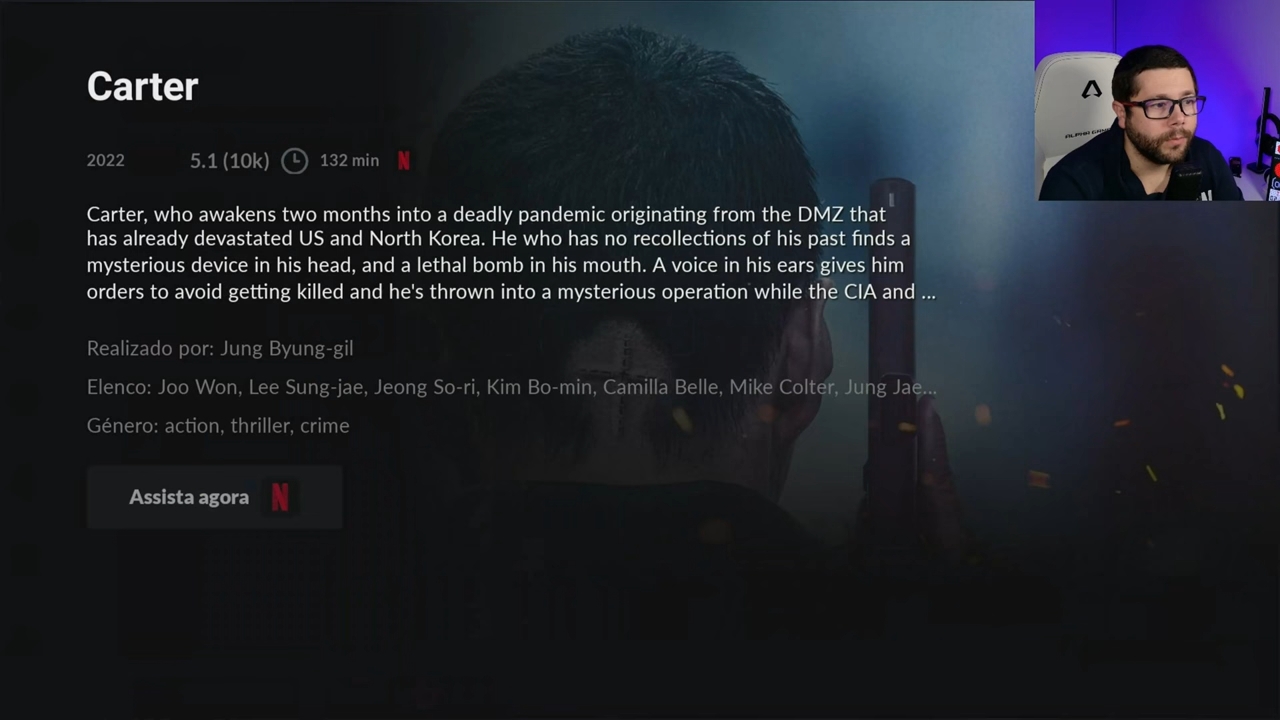 Carter
2022 5.1 (10k) 132 min N
Carter, who awakens two months into a deadly pandemic originating from the DMZ that
has already devastated US and North Korea. He who has no recollections of his past finds a
mysterious device in his head, and a lethal bomb in his mouth. A voice in his ears gives him
orders to avoid getting killed and he's thrown into a mysterious operation while the CIA and ...
Realizado por: Jung Byung-gil
Elenco: Joo Won, Lee Sung-jae, Jeong So-ri, Kim Bo-min, Camilla Belle, Mike Colter, Jung Jae...
Género: action, thriller, crime
Assista agora N